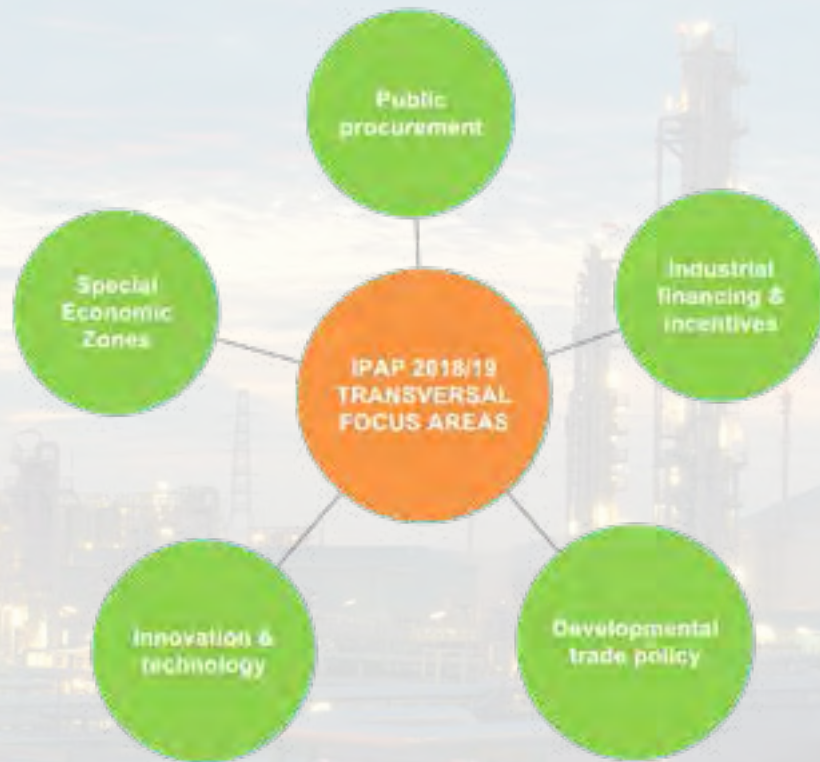 Public
procurement
Industrial
financing &
incentives
Special
Economic
Zones
IPAP 2018/19
TRANSVERSAL
FOCUS AREAS
Innovation &
technology
Developmental
trade policy